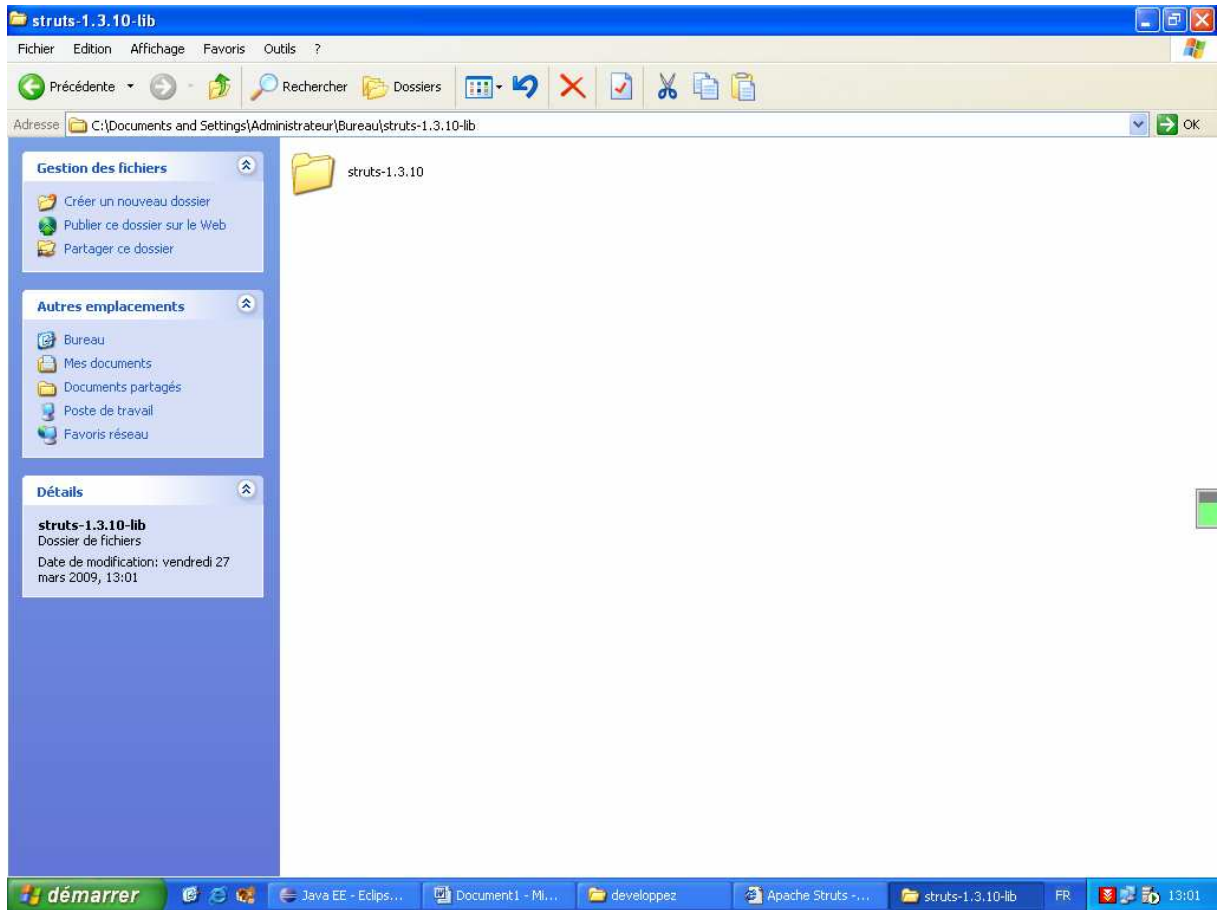 struts-1.3.10-lib
Fichier Edition Affichage Favoris Outils ?
Précédente Rechercher Dossiers
Adresse C:\Documents and Settings\Administrateur\Bureau\struts-1.3.10-lib OK
Gestion des fichiers
Créer un nouveau dossier
Publier ce dossier sur le Web
Partager ce dossier
Autres emplacements
Bureau
Mes documents
Documents partagés
Poste de travail
Favoris réseau
Détails
struts-1.3.10-lib
Dossier de fichiers
Date de modification: vendredi 27
mars 2009, 13:01
struts-1.3.10
démarrer Java EE - Eclips... Document1 - Mi... developpez Apache Struts -... struts-1.3.10-lib FR 13:01